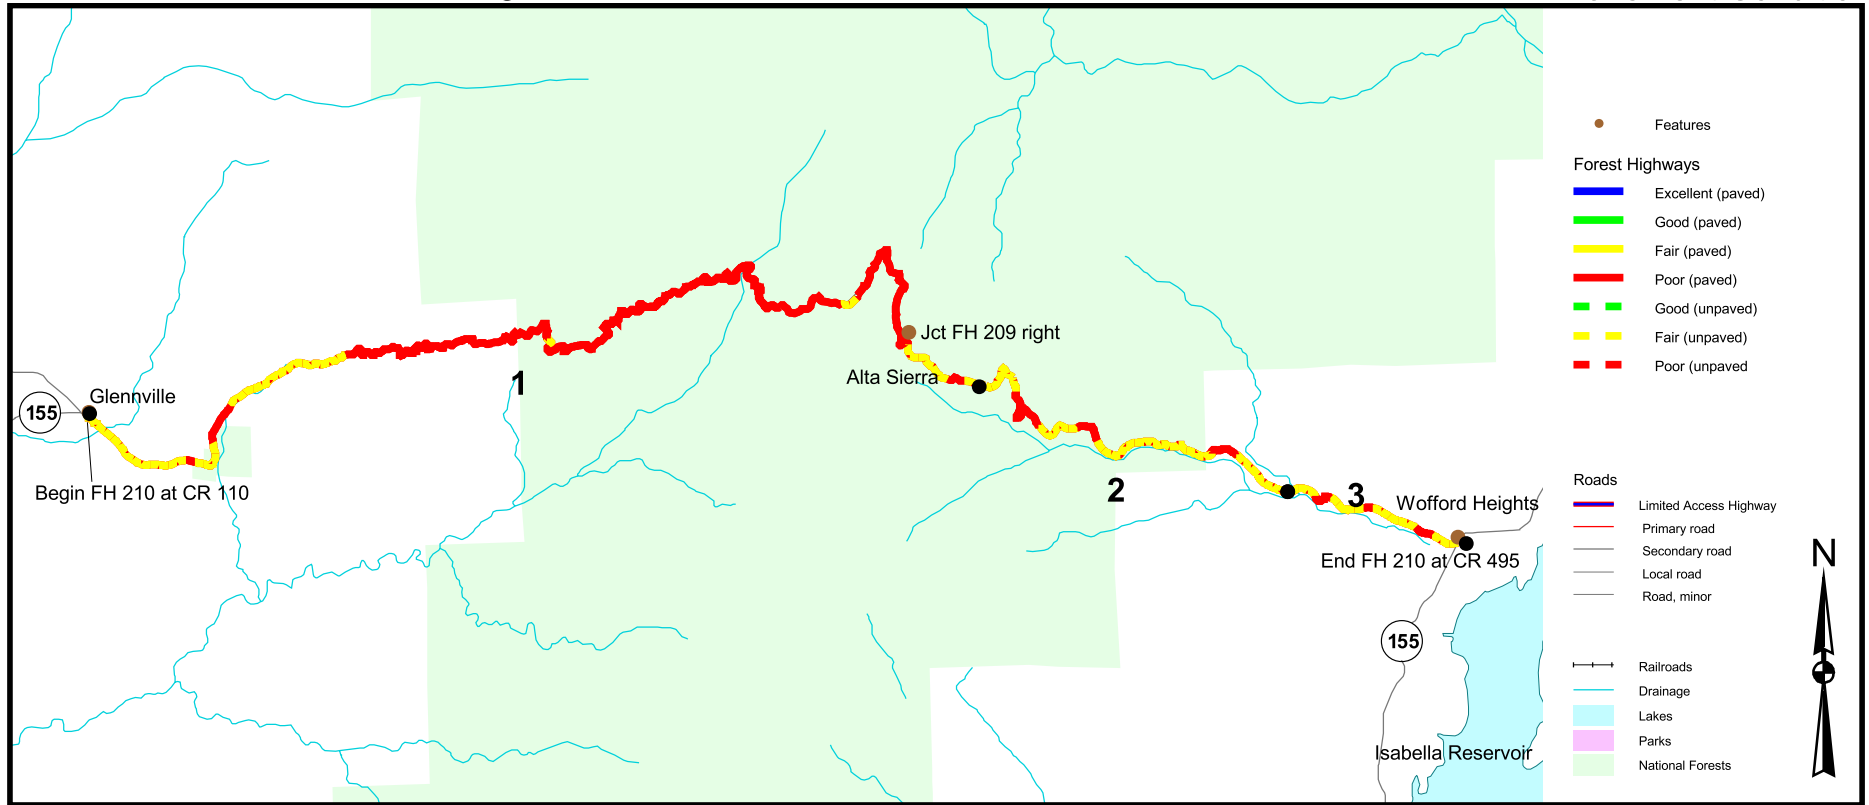 Features
Forest Highways
Excellent (paved)
Good (paved)
Fair (paved)
Poor (paved)
Good (unpaved)
Fair (unpaved)
Poor (unpaved
Jct FH 209 right
Alta Sierra
1
Glennville
155
Begin FH 210 at CR 110
2
3
Wofford Heights
End FH 210 at CR 495
155
Isabella Reservoir
Roads
Limited Access Highway
Primary road
Secondary road
Local road
Road, minor
Railroads
Drainage
Lakes
Parks
National Forests
N